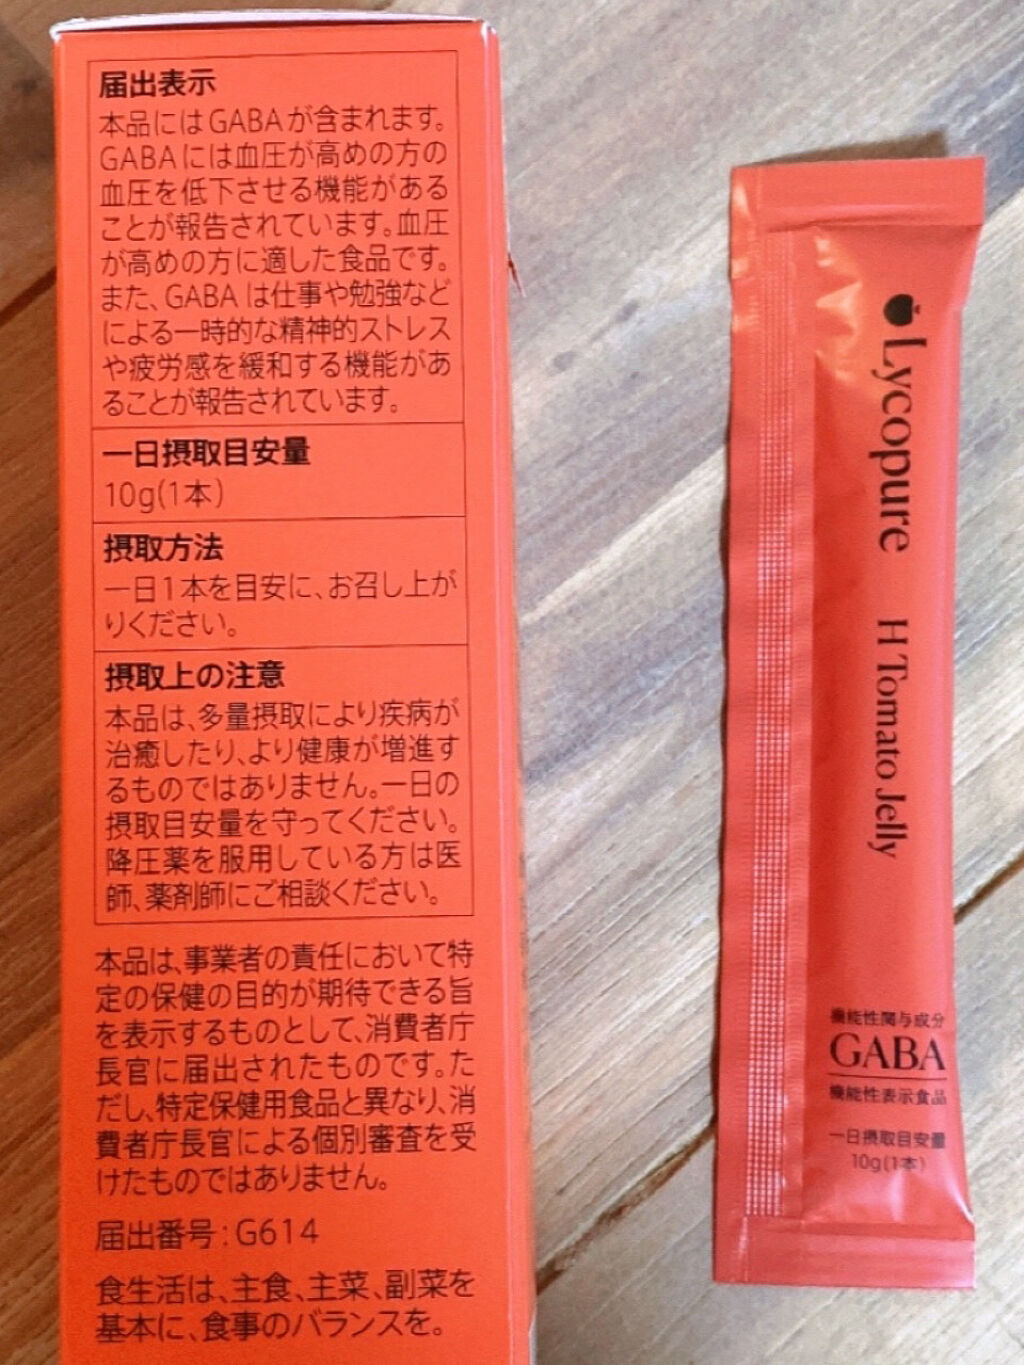 届出表示
本品にはGABAが含まれます。
GABAには血圧が高めの方の
血圧を低下させる機能がある
ことが報告されています。血圧
が高めの方に適した食品です。
また、GABAは仕事や勉強など
による一時的な精神的ストレス
や疲労感を緩和する機能があ
ることが報告されています。
一日摂取目安量
10g(1本)
摂取方法
一日1本を目安に、お召し上が
りください。
摂取上の注意
本品は、多量摂取により疾病が
治癒したり、より健康が増進す
るものではありません。一日の
摂取目安量を守ってください。
降圧薬を服用している方は医
師、薬剤師にご相談ください。
本品は、事業者の責任において特
定の保健の目的が期待できる旨
を表示するものとして、消費者庁
長官に届出されたものです。た
だし、特定保健用食品と異なり、消
費者庁長官による個別審査を受
けたものではありません。
届出番号:G614
食生活は、主食、主菜、副菜を
基本に、食事のバランスを。
Lycopure H Tomato Jelly
機能性関与成分
GABA
機能性表示食品
一日摂取目安量
10g(1本)